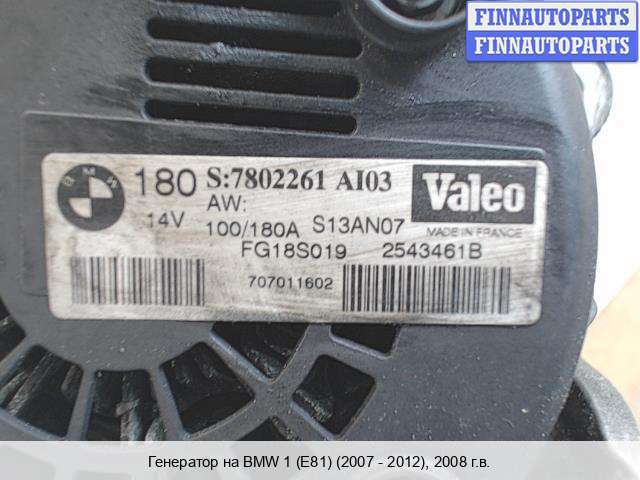 FINNAUTOPARTS
FINNAUTOPARTS
BMW
180 S:7802261 AI03 Valeo
AW:
14V 100/180A S13AN07 MADE IN FRANCE
FG18S019 2543461B
707011602
Генератор на BMW 1 (E81) (2007 - 2012), 2008 г.в.